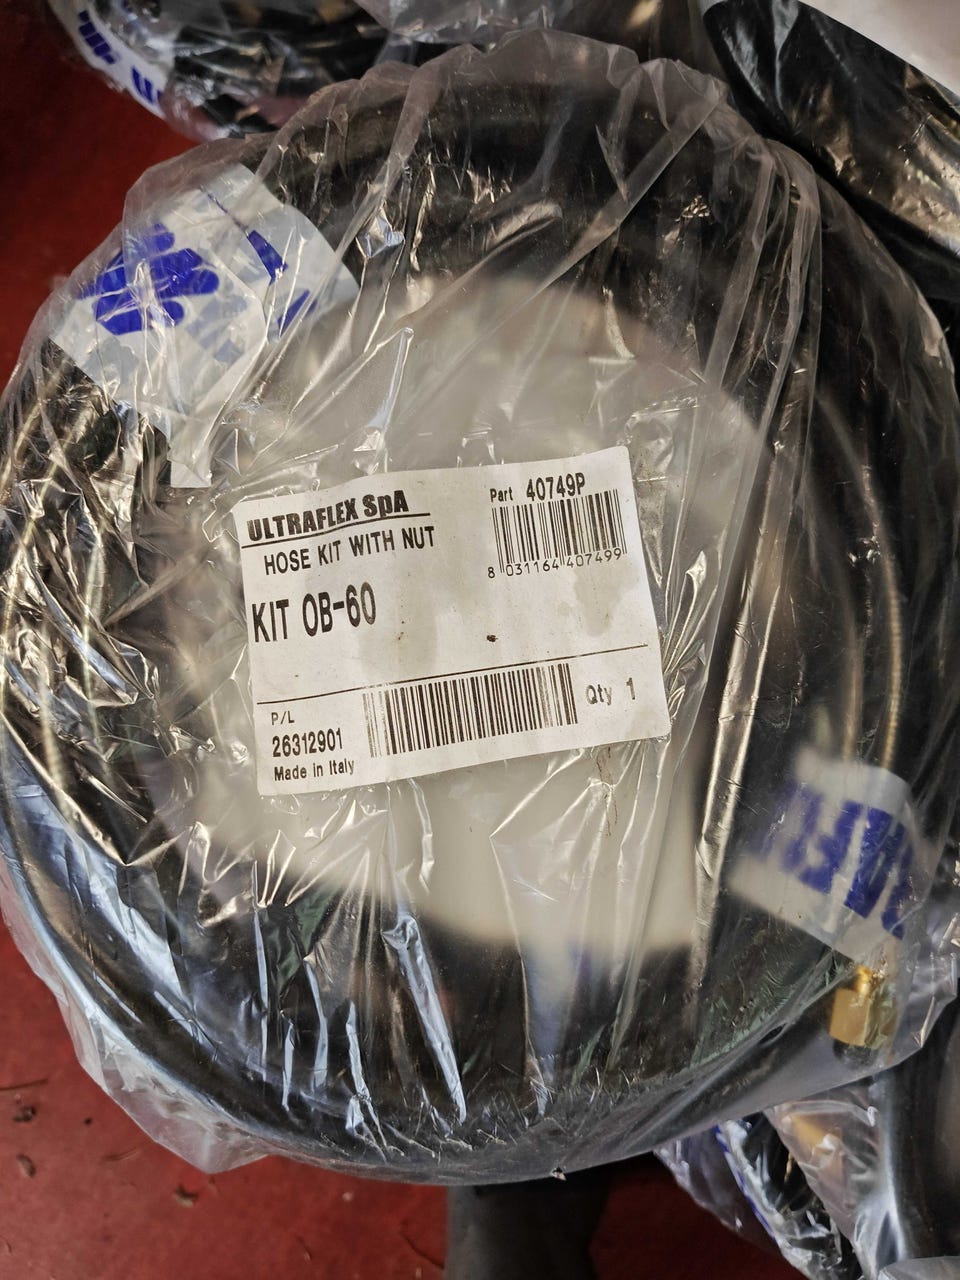 ULTRAFLEX SpA
HOSE KIT WITH NUT
KIT OB-60
Part 40749P
8 031164 407499
P/L
26312901
Made in Italy
Qty 1